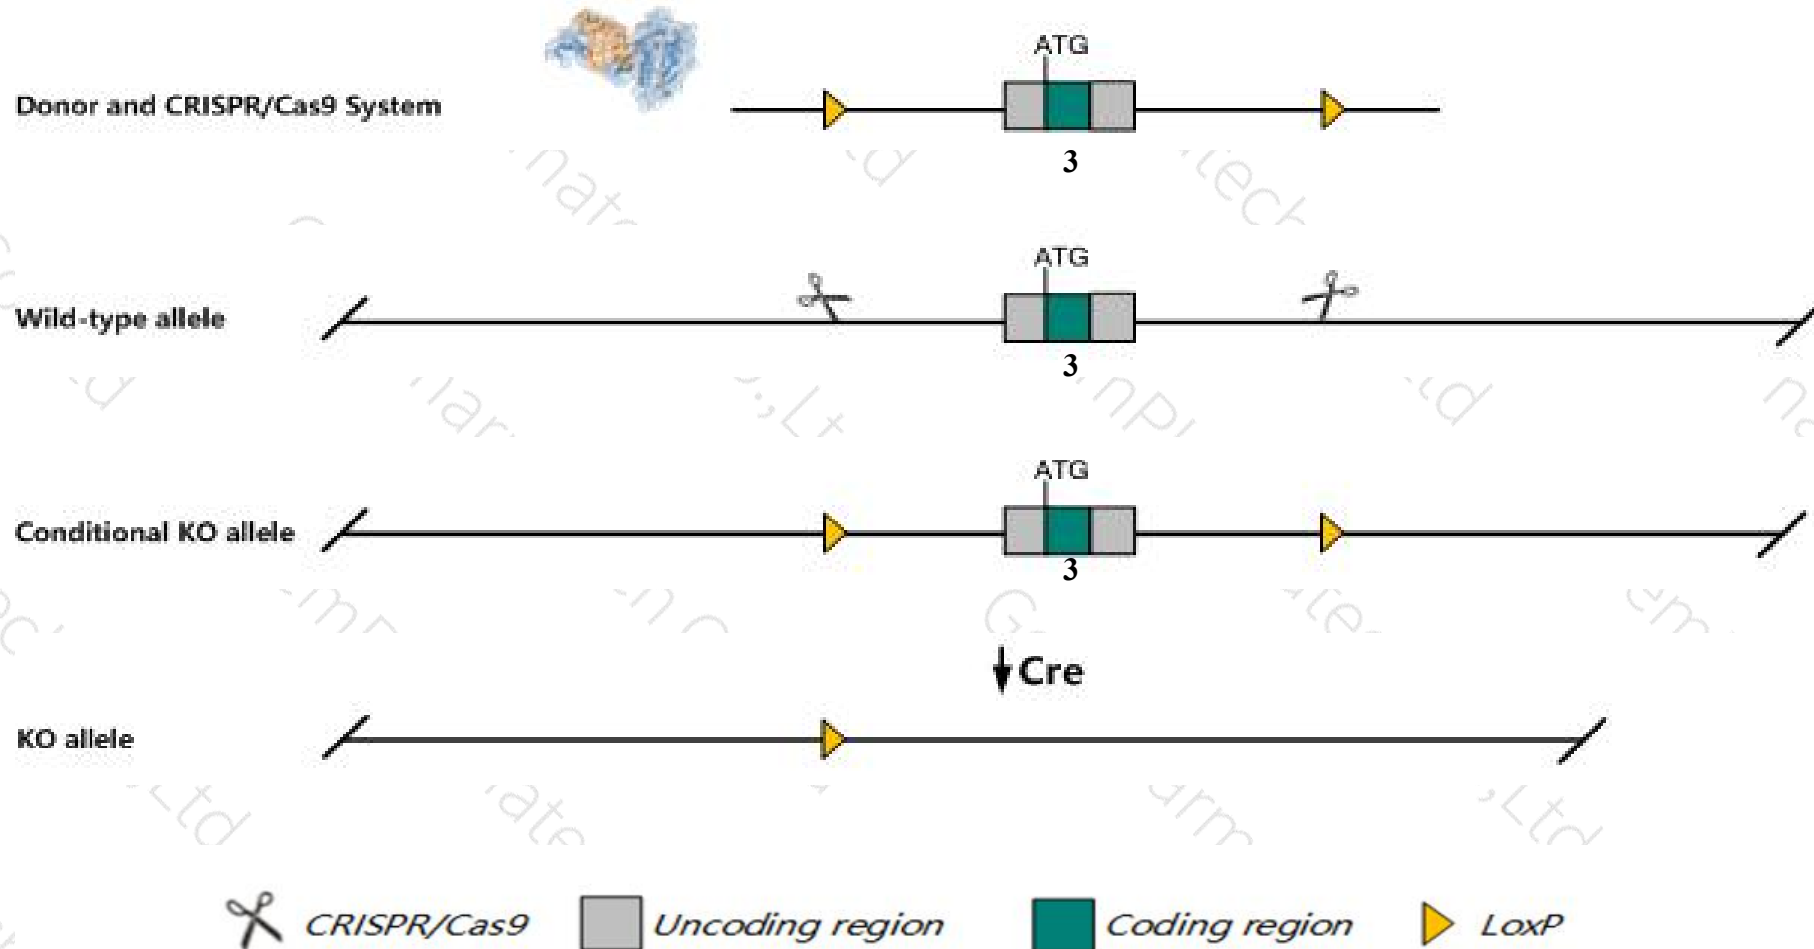 ATG
Donor and CRISPR/Cas9 System
3
ATG
Wild-type allele
3
ATG
Conditional KO allele
3
Cre
KO allele
CRISPR/Cas9 Uncoding region Coding region LoxP